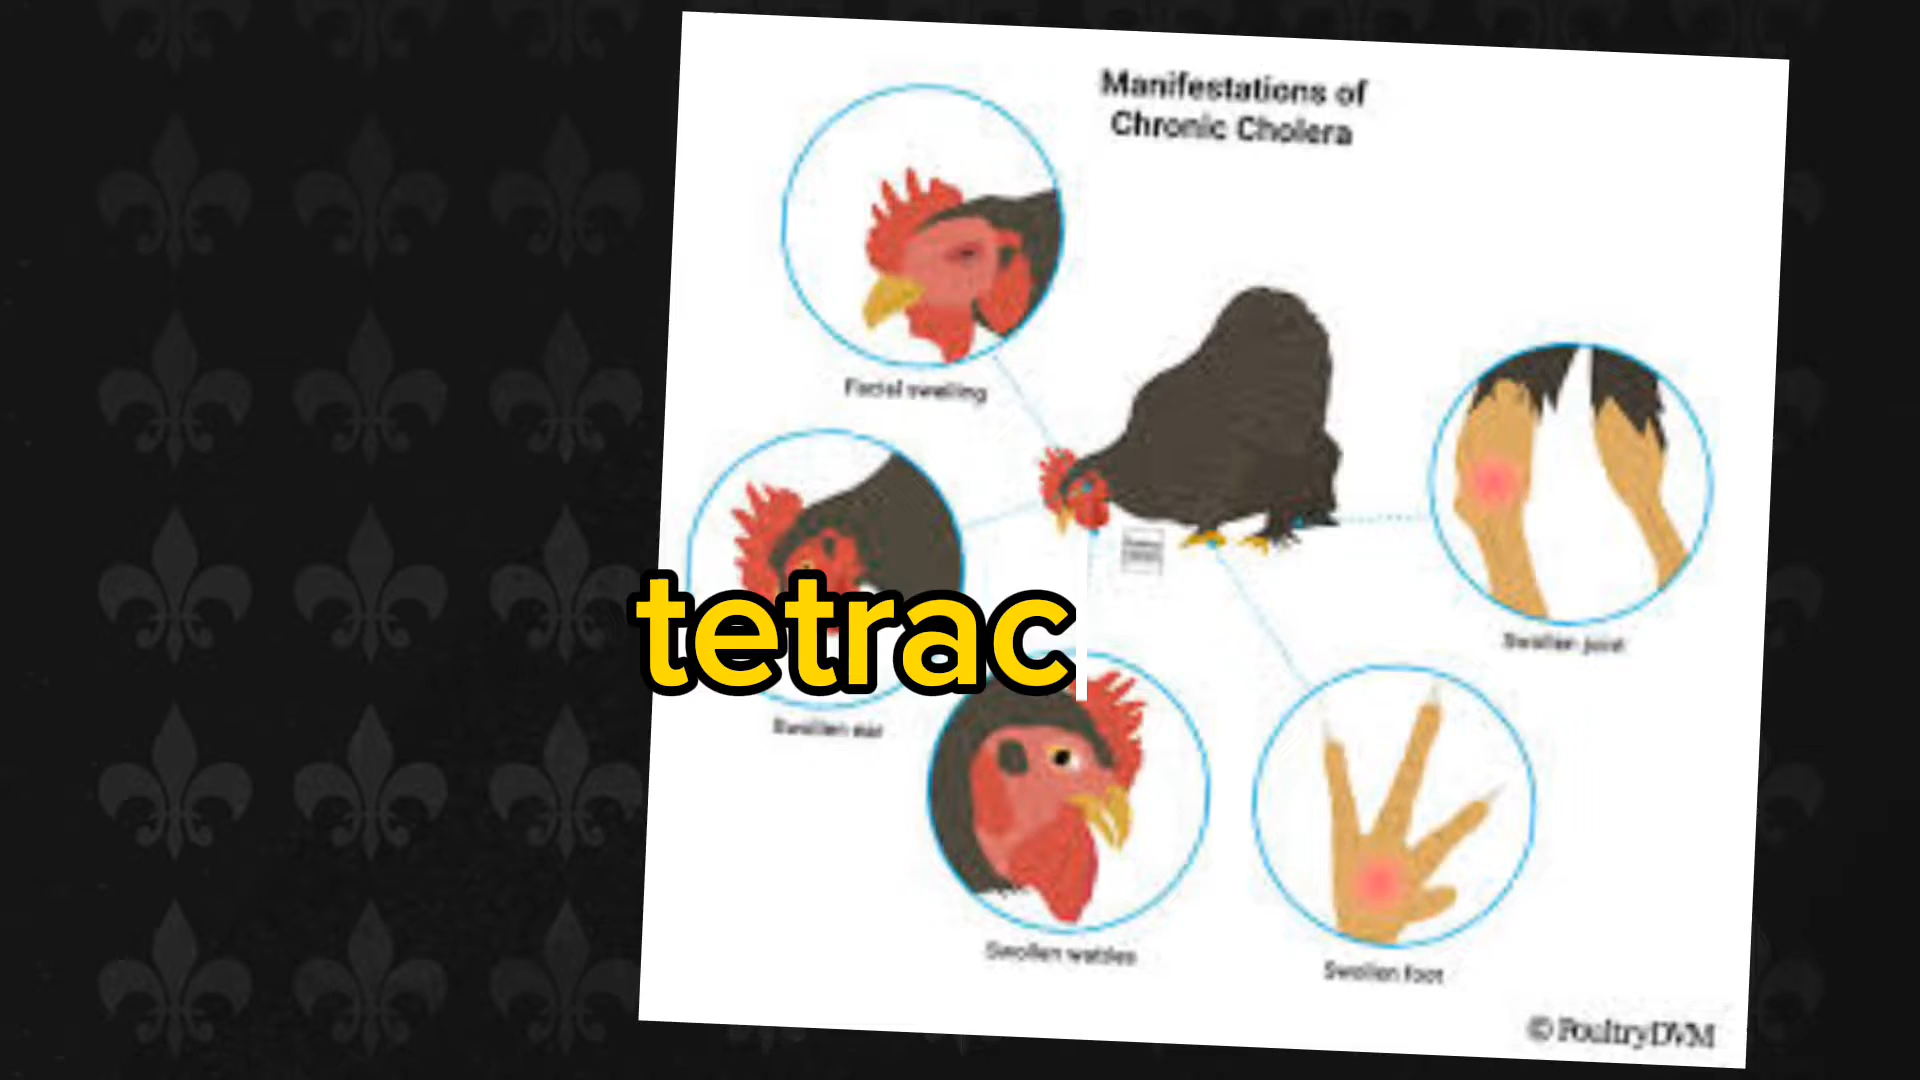 Manifestations of
Chronic Cholera
Facial swelling
tetrac
Swollen ear
Swollen joint
Swollen wattles
Swollen foot
© PoultryDVM